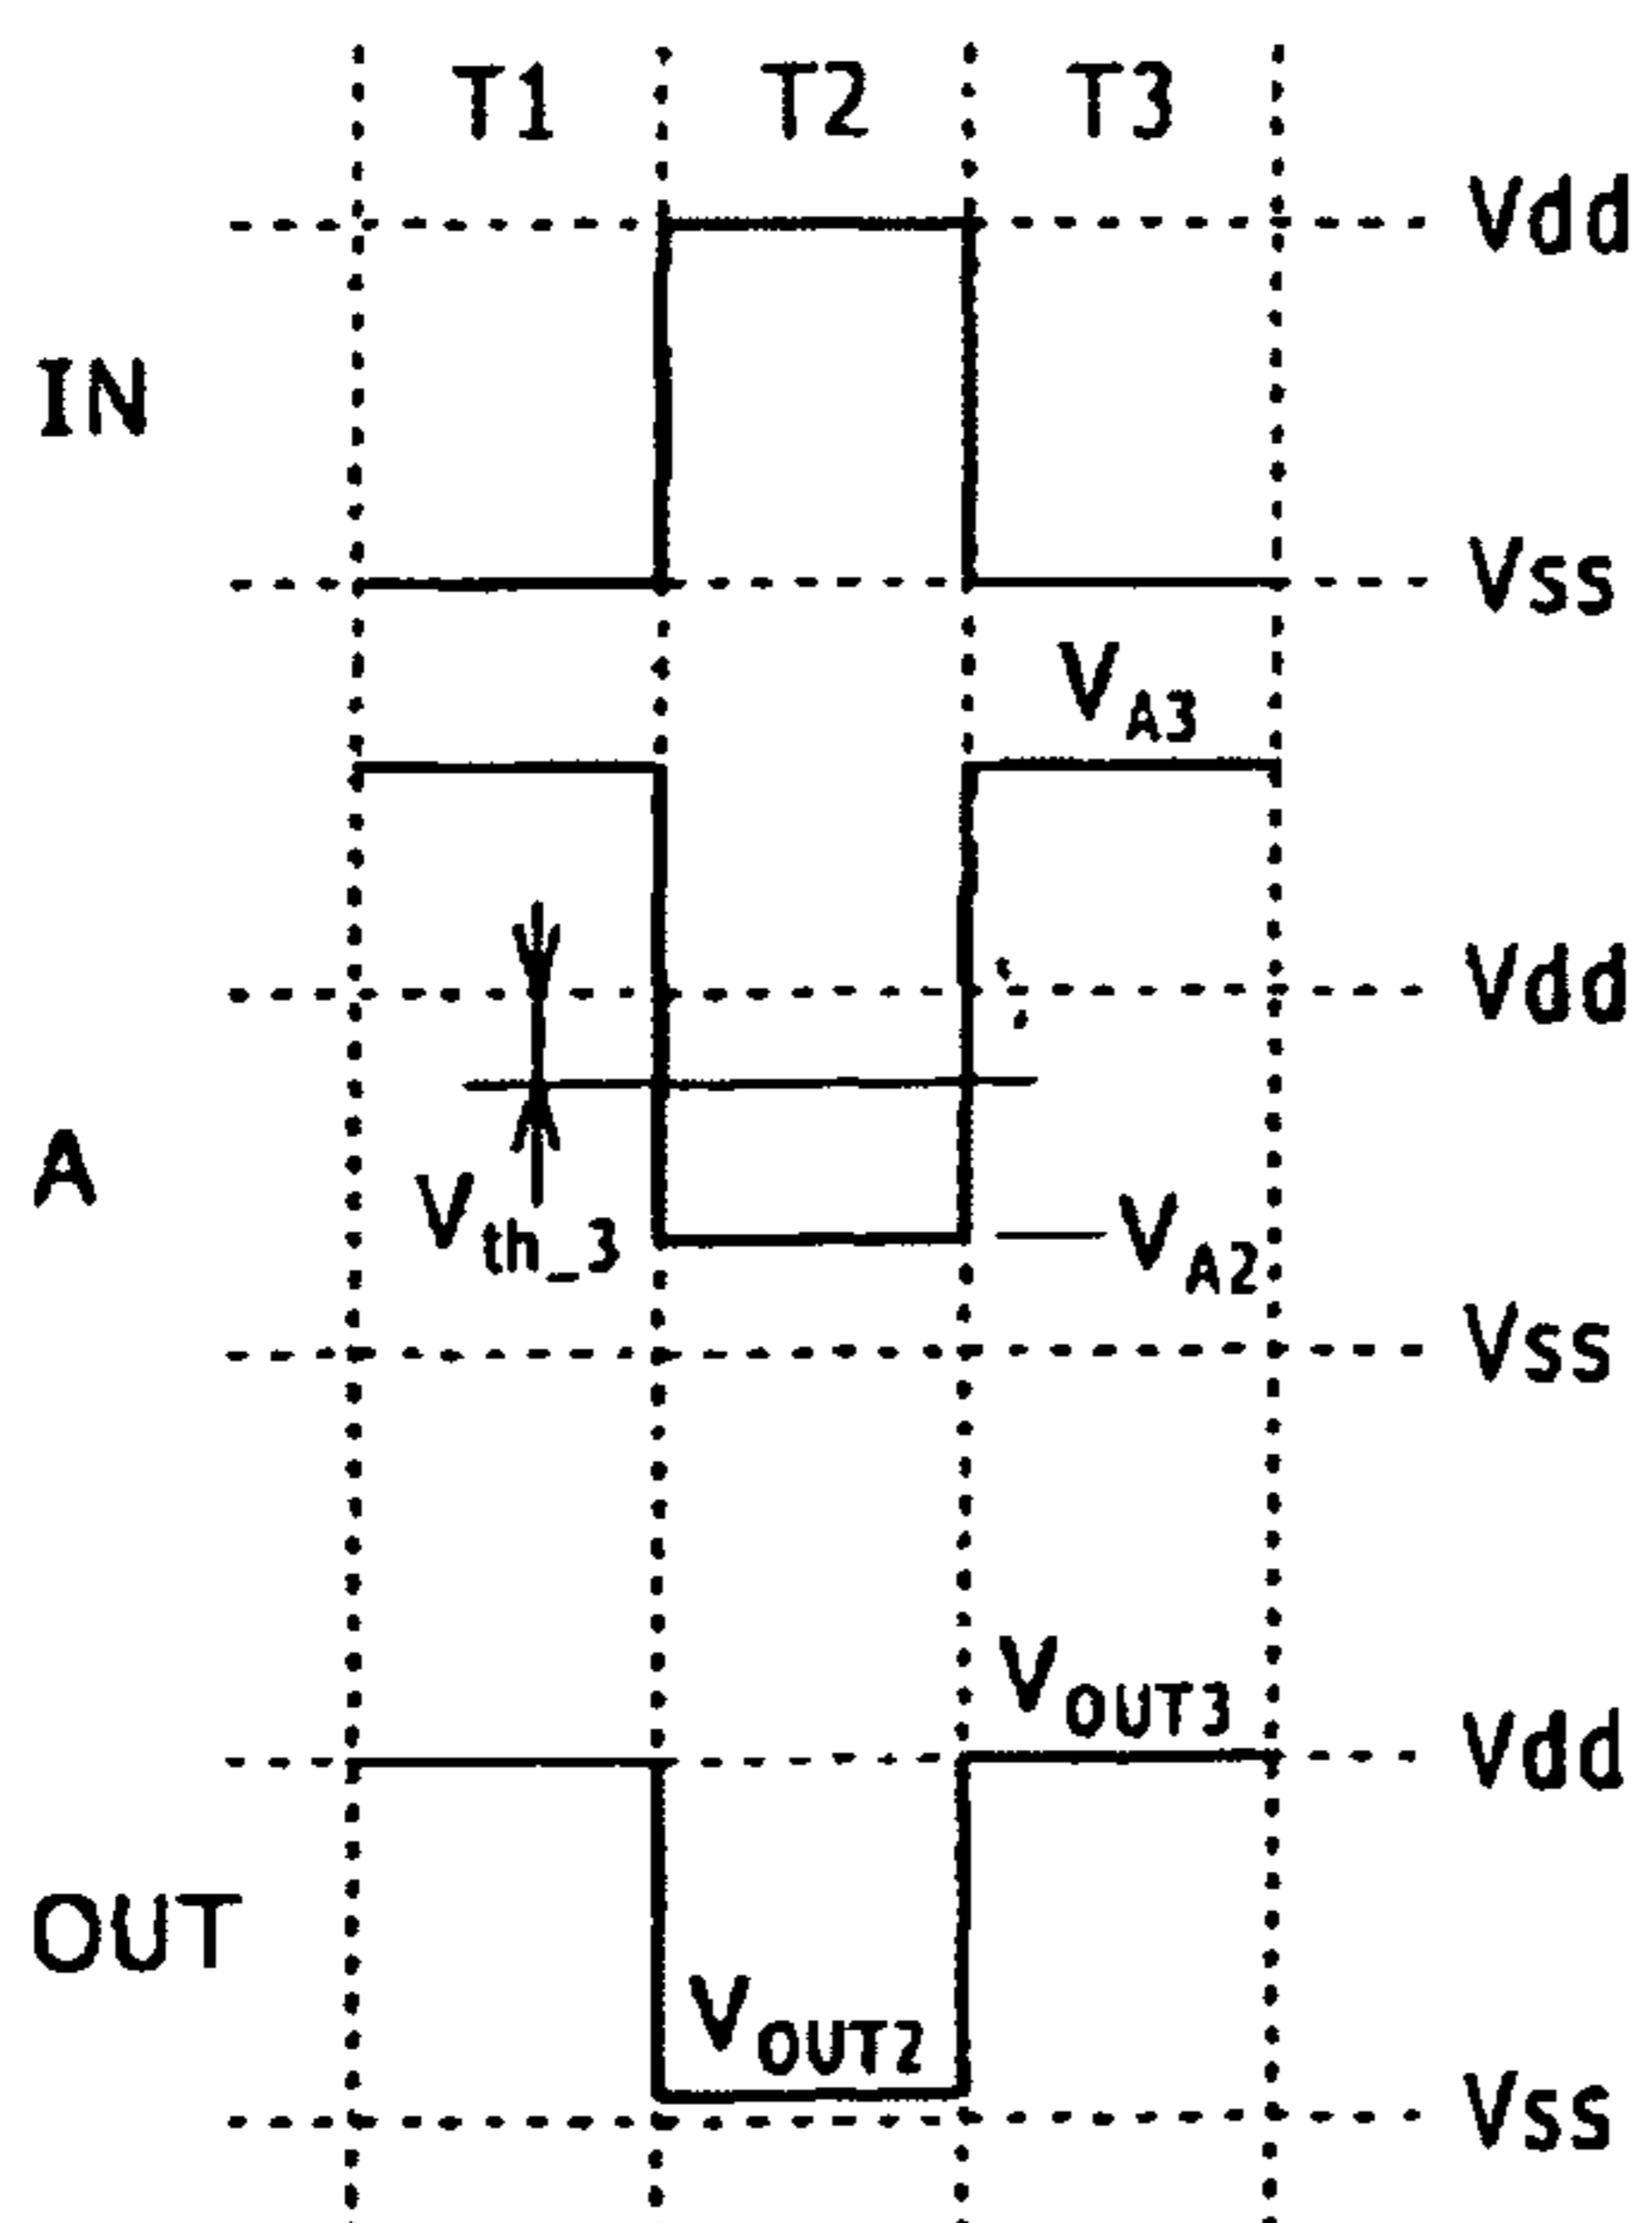 T1 T2 T3
Vdd
IN
Vss
VA3
Vdd
A
Vth_3
VA2
Vss
VOUT3
Vdd
OUT
VOUT2
Vss